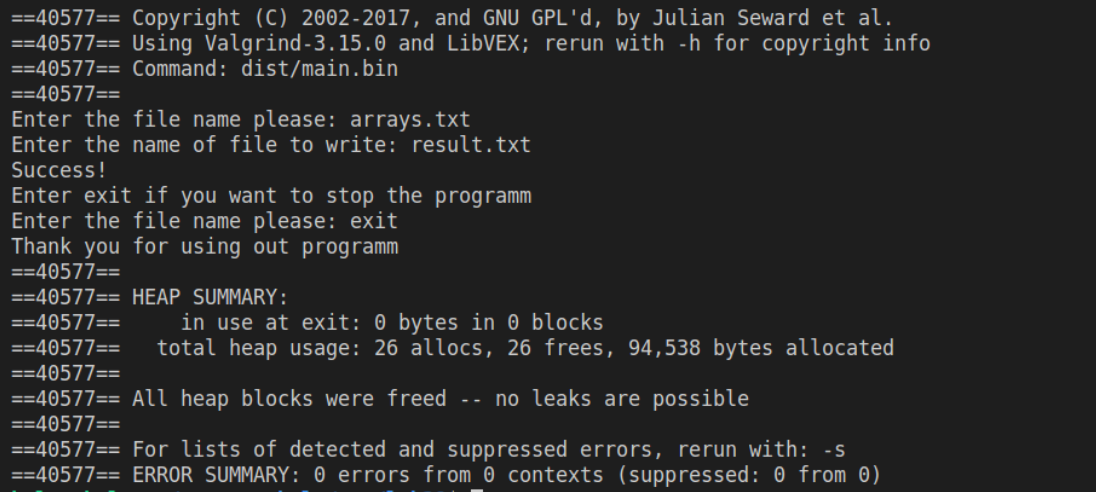 ==40577== Copyright (C) 2002-2017, and GNU GPL'd, by Julian Seward et al.
==40577== Using Valgrind-3.15.0 and LibVEX; rerun with -h for copyright info
==40577== Command: dist/main.bin
==40577==
Enter the file name please: arrays.txt
Enter the name of file to write: result.txt
Success!
Enter exit if you want to stop the programm
Enter the file name please: exit
Thank you for using out programm
==40577==
==40577== HEAP SUMMARY:
==40577==     in use at exit: 0 bytes in 0 blocks
==40577==   total heap usage: 26 allocs, 26 frees, 94,538 bytes allocated
==40577==
==40577== All heap blocks were freed -- no leaks are possible
==40577==
==40577== For lists of detected and suppressed errors, rerun with: -s
==40577== ERROR SUMMARY: 0 errors from 0 contexts (suppressed: 0 from 0)